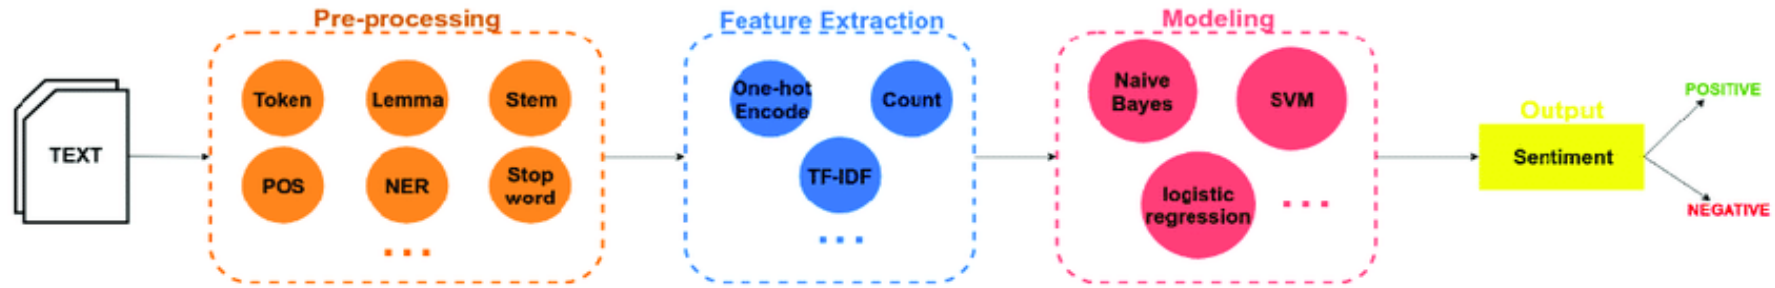 Pre-processing
Feature Extraction
Modeling
TEXT
Token
Lemma
Stem
POS
NER
Stop
word
...
One-hot
Encode
Count
TF-IDF
...
Naive
Bayes
SVM
logistic
regression
...
Output
Sentiment
POSITIVE
NEGATIVE